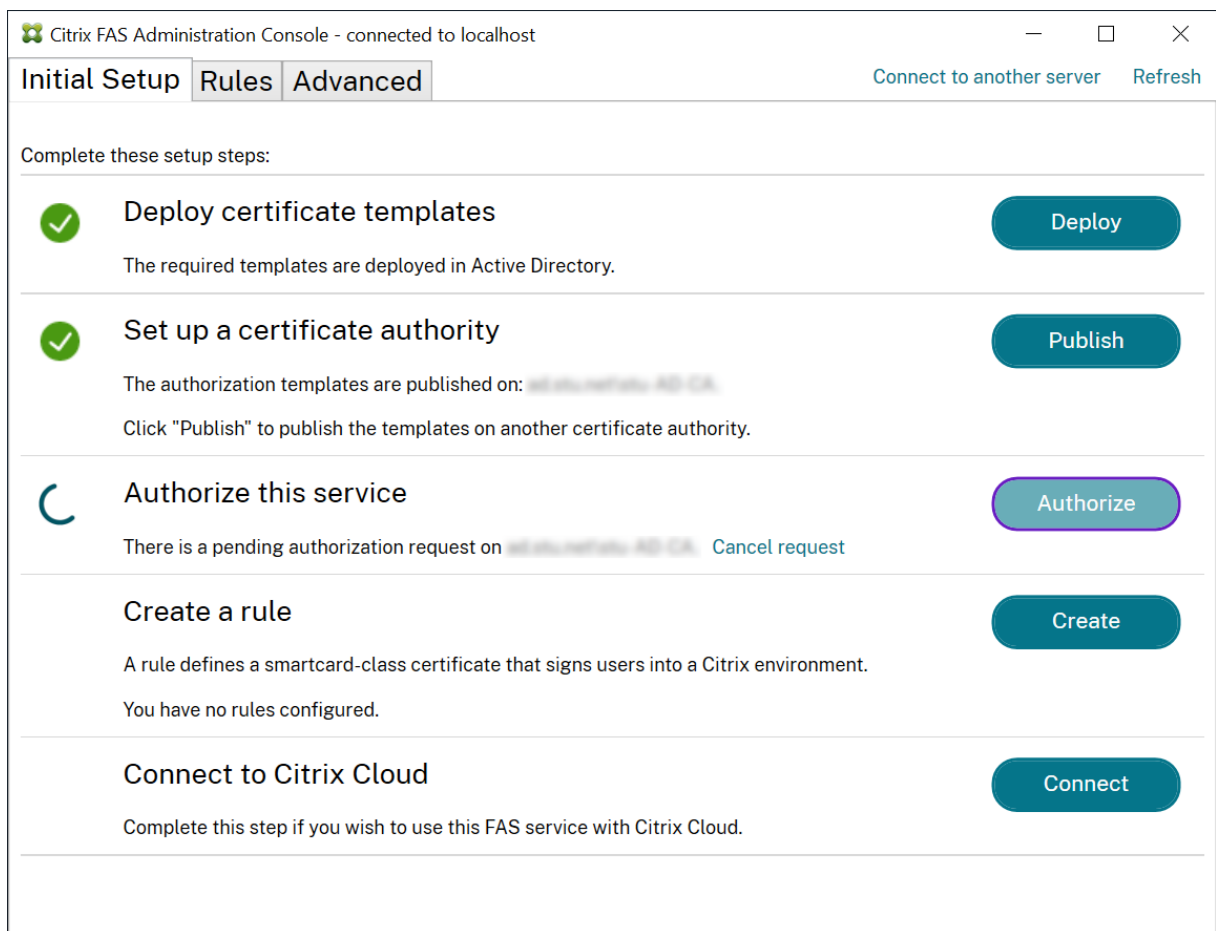 Citrix FAS Administration Console - connected to localhost
Initial Setup Rules Advanced Connect to another server Refresh
Complete these setup steps:
Deploy certificate templates
Deploy
The required templates are deployed in Active Directory.
Set up a certificate authority
Publish
The authorization templates are published on:
Click "Publish" to publish the templates on another certificate authority.
Authorize this service
Authorize
There is a pending authorization request on Cancel request
Create a rule
Create
A rule defines a smartcard-class certificate that signs users into a Citrix environment.
You have no rules configured.
Connect to Citrix Cloud
Connect
Complete this step if you wish to use this FAS service with Citrix Cloud.